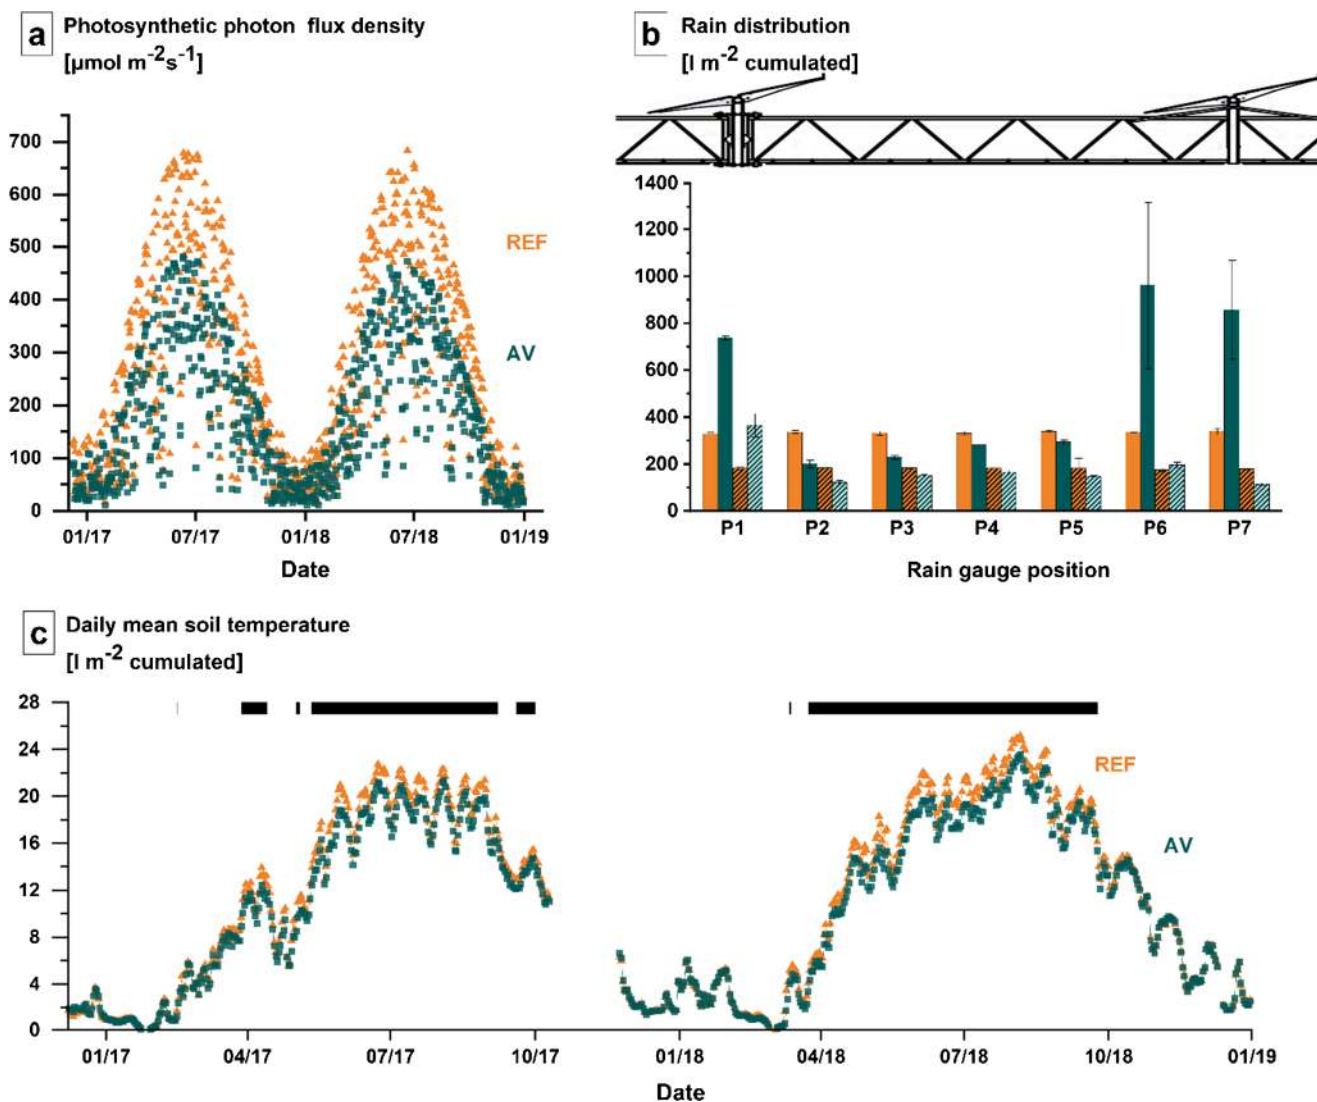 a Photosynthetic photon flux density
[µmol m⁻²s⁻¹]
700
600
500
400
300
200
100
0
REF
AV
01/17 07/17 01/18 07/18 01/19
Date
b Rain distribution
[l m⁻² cumulated]
1400
1200
1000
800
600
400
200
0
P1 P2 P3 P4 P5 P6 P7
Rain gauge position
c Daily mean soil temperature
[l m⁻² cumulated]
28
24
20
16
12
8
4
0
REF
AV
01/17 04/17 07/17 10/17 01/18 04/18 07/18 10/18 01/19
Date